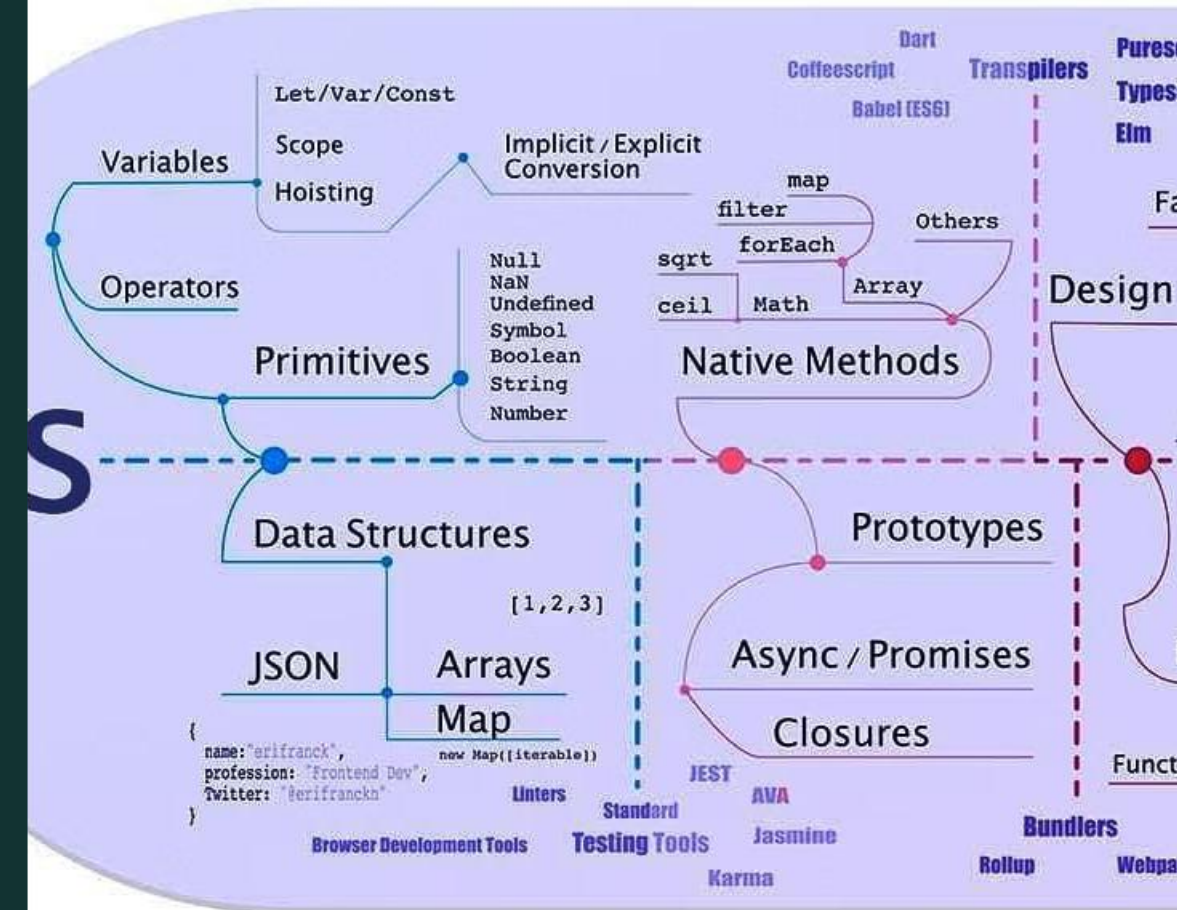 Dart
Coffeescript
Transpilers
Babel (ES6)
Elm
Let/Var/Const
Scope
Hoisting
Variables
Implicit / Explicit
Conversion
Operators
Primitives
Null
NaN
Undefined
Symbol
Boolean
String
Number
map
filter
forEach
Others
sqrt
ceil
Math
Array
Native Methods
Design
S
Data Structures
[1,2,3]
JSON
Arrays
Map
new Map([iterable])
{
name:"erifranck",
profession: "Frontend Dev",
Twitter: "@erifranckn"
}
Prototypes
Async / Promises
Closures
Linters
Browser Development Tools
Standard
Testing Tools
JEST
AVA
Jasmine
Karma
Funct
Bundlers
Rollup
Webpa